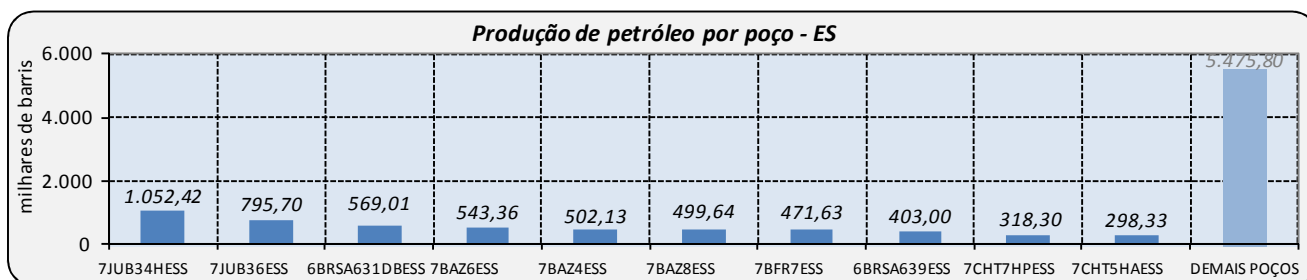 Produção de petróleo por poço - ES
milhares de barris
6.000
4.000
2.000
0
1.052,42
795,70
569,01
543,36
502,13
499,64
471,63
403,00
318,30
298,33
5.475,80
7JUB34HESS
7JUB36ESS
6BRSA631DBESS
7BAZ6ESS
7BAZ4ESS
7BAZ8ESS
7BFR7ESS
6BRSA639ESS
7CHT7HPESS
7CHT5HAESS
DEMAIS POÇOS